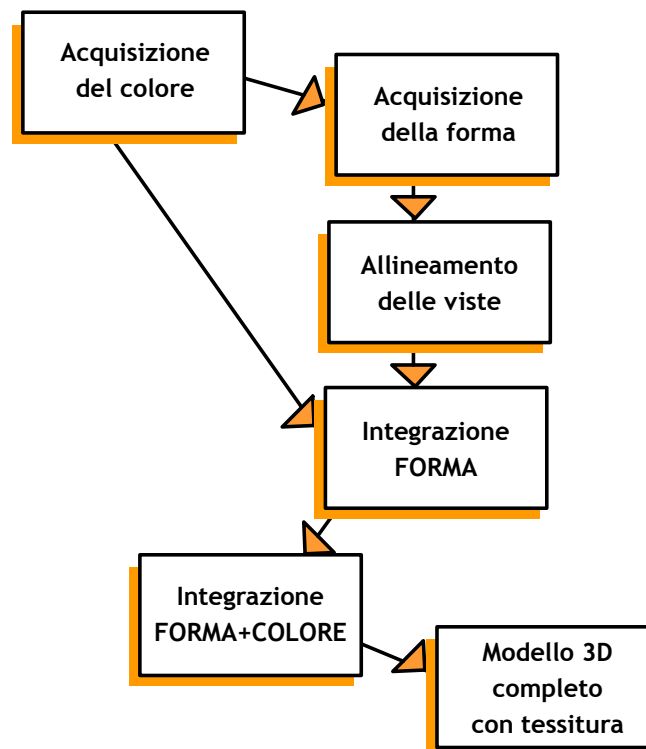 Acquisizione
del colore
Acquisizione
della forma
Allineamento
delle viste
Integrazione
FORMA
Integrazione
FORMA+COLORE
Modello 3D
completo
con tessitura